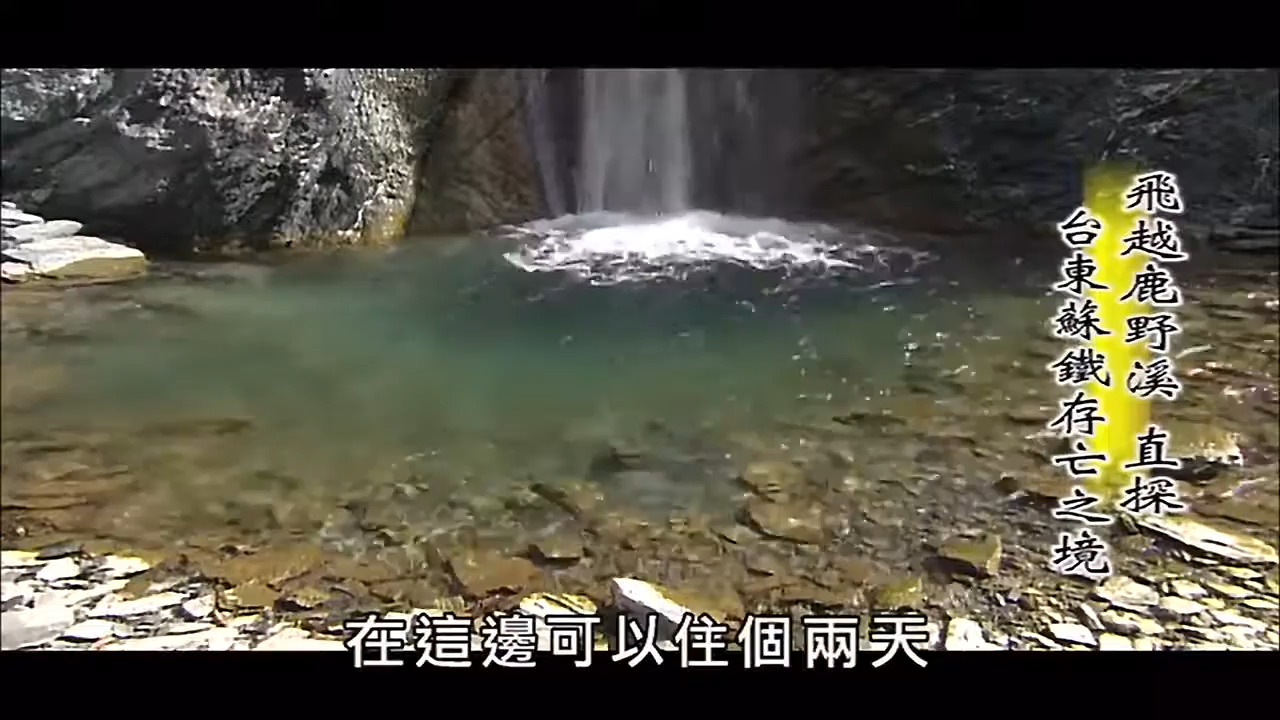 飛越鹿野溪 直探
台東蘇鐵存亡之境
在這邊可以住個兩天